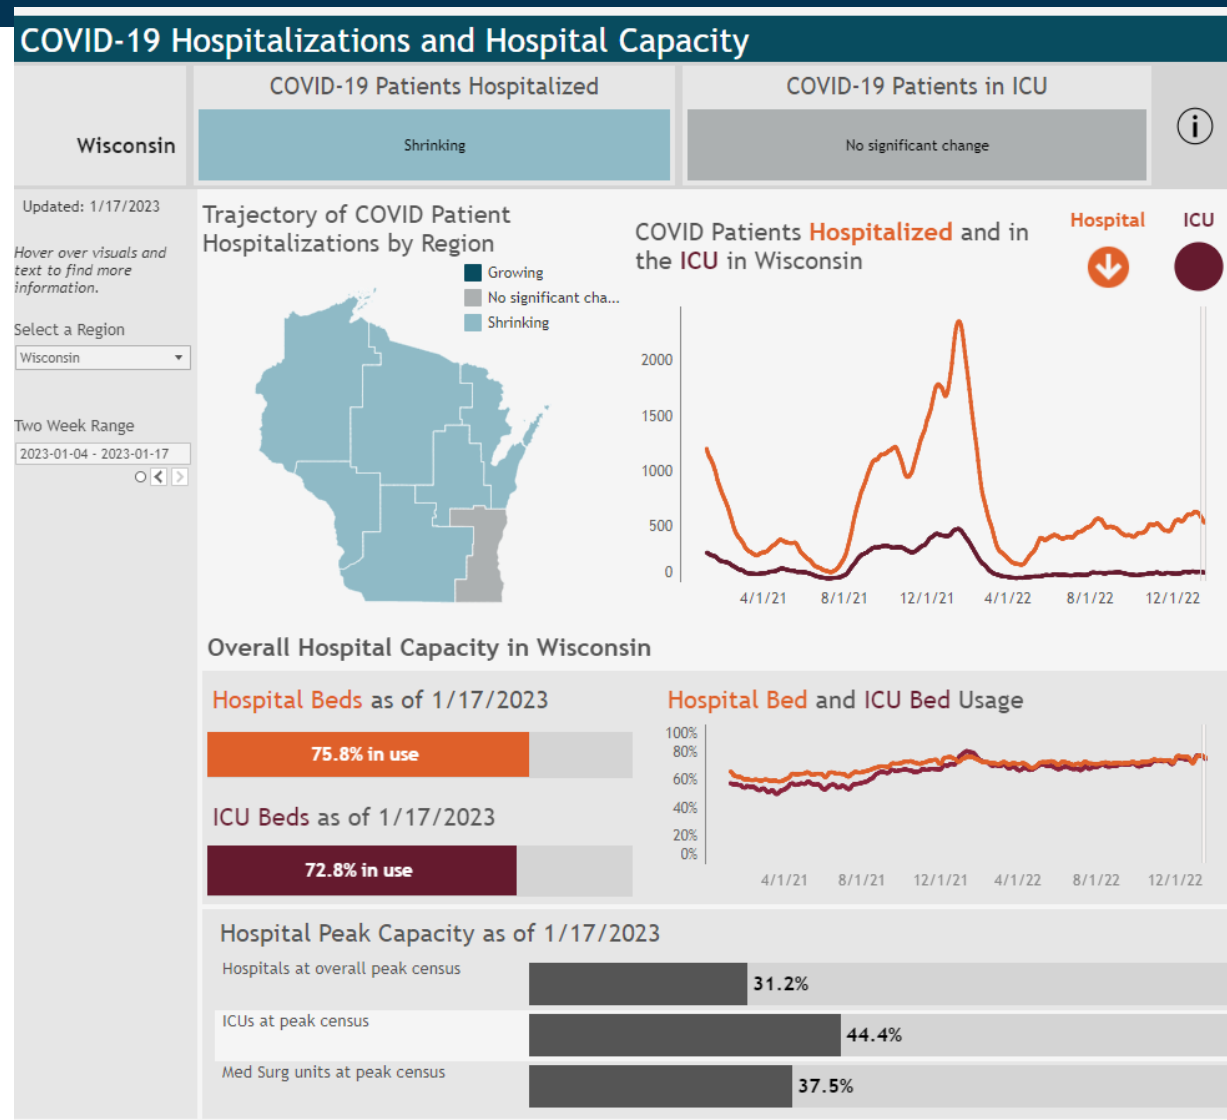 COVID-19 Hospitalizations and Hospital Capacity
COVID-19 Patients Hospitalized
COVID-19 Patients in ICU
Wisconsin
Shrinking
No significant change
i
Updated: 1/17/2023
Hover over visuals and
text to find more
information.
Select a Region
Wisconsin
Two Week Range
2023-01-04 - 2023-01-17
Trajectory of COVID Patient
Hospitalizations by Region
Growing
No significant cha...
Shrinking
COVID Patients Hospitalized and in
the ICU in Wisconsin
Hospital
ICU
2000
1500
1000
500
0
4/1/21 8/1/21 12/1/21 4/1/22 8/1/22 12/1/22
Overall Hospital Capacity in Wisconsin
Hospital Beds as of 1/17/2023
75.8% in use
ICU Beds as of 1/17/2023
72.8% in use
Hospital Bed and ICU Bed Usage
100%
80%
60%
40%
20%
0%
4/1/21 8/1/21 12/1/21 4/1/22 8/1/22 12/1/22
Hospital Peak Capacity as of 1/17/2023
Hospitals at overall peak census
31.2%
ICUs at peak census
44.4%
Med Surg units at peak census
37.5%